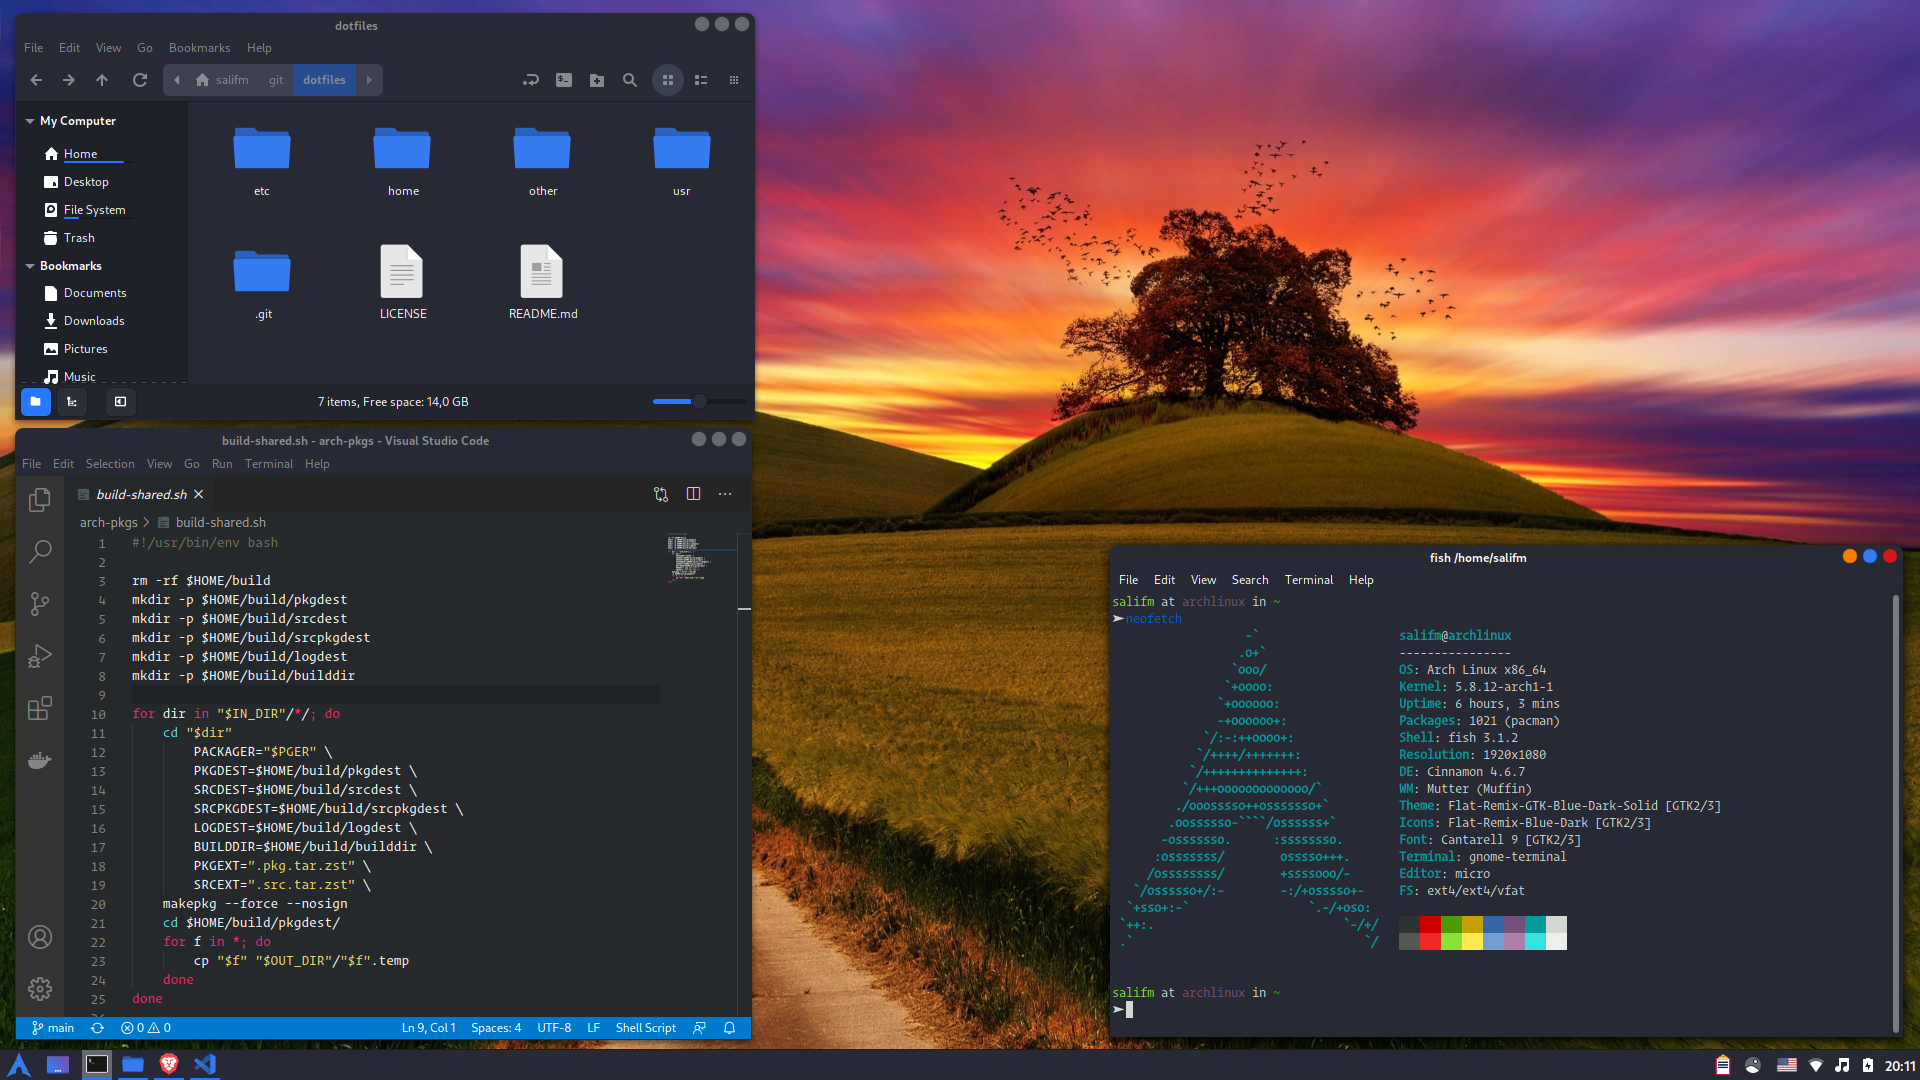 dotfiles
File Edit View Go Bookmarks Help
salifm git dotfiles
My Computer
Home
Desktop
File System
Trash
Bookmarks
Documents
Downloads
Pictures
Music
etc home other usr
.git LICENSE README.md
7 items, Free space: 14,0 GB
build-shared.sh - arch-pkgs - Visual Studio Code
File Edit Selection View Go Run Terminal Help
build-shared.sh
arch-pkgs > build-shared.sh
1 #!/usr/bin/env bash
2
3 rm -rf $HOME/build
4 mkdir -p $HOME/build/pkgdest
5 mkdir -p $HOME/build/srcdest
6 mkdir -p $HOME/build/srcpkgdest
7 mkdir -p $HOME/build/logdest
8 mkdir -p $HOME/build/builddir
9
10 for dir in "$IN_DIR"/*/; do
11 cd "$dir"
12 PACKAGER="$PGER" \
13 PKGDEST=$HOME/build/pkgdest \
14 SRCDEST=$HOME/build/srcdest \
15 SRCPKGDEST=$HOME/build/srcpkgdest \
16 LOGDEST=$HOME/build/logdest \
17 BUILDDIR=$HOME/build/builddir \
18 PKGEXT=".pkg.tar.zst" \
19 SRCEXT=".src.tar.zst" \
20 makepkg --force --nosign
21 cd $HOME/build/pkgdest/
22 for f in *; do
23 cp "$f" "$OUT_DIR"/"$f".temp
24 done
25 done
main 0 0 Ln 9, Col 1 Spaces: 4 UTF-8 LF Shell Script
fish /home/salifm
File Edit View Search Terminal Help
salifm at archlinux in ~
➤neofetch
-` salifm@archlinux
.o+` ----------------
`ooo/ OS: Arch Linux x86_64
`+oooo: Kernel: 5.8.12-arch1-1
`+oooooo: Uptime: 6 hours, 3 mins
-+oooooo+: Packages: 1021 (pacman)
`/:-:++oooo+: Shell: fish 3.1.2
`/++++/+++++++: Resolution: 1920x1080
`/++++++++++++++: DE: Cinnamon 4.6.7
`/+++ooooooooooooo/` WM: Mutter (Muffin)
./ooosssso++osssssso+` Theme: Flat-Remix-GTK-Blue-Dark-Solid [GTK2/3]
.oossssso-````/ossssss+` Icons: Flat-Remix-Blue-Dark [GTK2/3]
-osssssso. :ssssssso. Font: Cantarell 9 [GTK2/3]
:osssssss/ osssso+++. Terminal: gnome-terminal
/ossssssss/ +ssssooo/- Editor: micro
`/ossssso+/:- -:/+osssso+- FS: ext4/ext4/vfat
`+sso+:-` `.-/+oso:
`++:. `-/+/
.` `/
salifm at archlinux in ~
➤
20:11